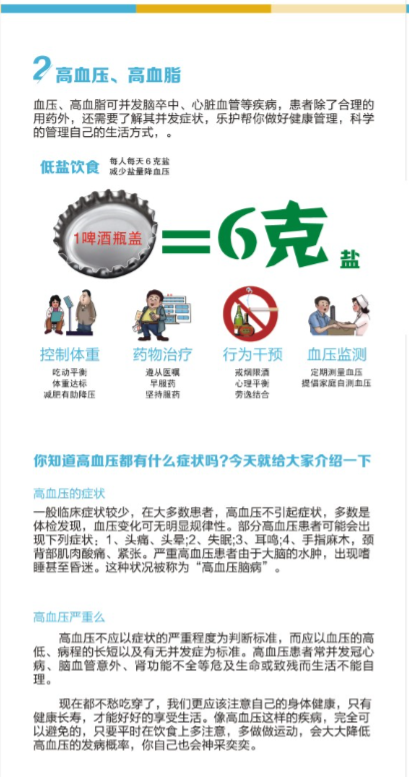 2 高血压、高血脂
血压、高血脂可并发脑卒中、心脏血管等疾病，患者除了合理的
用药外，还需要了解其并发症状，乐护帮你做好健康管理，科学
的管理自己的生活方式，。
低盐饮食 每人每天6克盐
减少盐量降血压
1啤酒瓶盖 =6克 盐
控制体重 药物治疗 行为干预 血压监测
吃动平衡 遵从医嘱 戒烟限酒 定期测量血压
体重达标 早服药 心理平衡 提倡家庭自测血压
减肥有助降压 坚持服药 劳逸结合
你知道高血压都有什么症状吗？今天就给大家介绍一下
高血压的症状
一般临床症状较少，在大多数患者，高血压不引起症状，多数是
体检发现，血压变化可无明显规律性。部分高血压患者可能会出
现下列症状：1、头痛、头晕;2、失眠;3、耳鸣;4、手指麻木，颈
背部肌肉酸痛、紧张。严重高血压患者由于大脑的水肿，出现嗜
睡甚至昏迷。这种状况被称为“高血压脑病”。
高血压严重么
高血压不应以症状的严重程度为判断标准，而应以血压的高
低、病程的长短以及有无并发症为标准。高血压患者常并发冠心
病、脑血管意外、肾功能不全等危及生命或致残而生活不能自
理。
现在都不愁吃穿了，我们更应该注意自己的身体健康，只有
健康长寿，才能好好的享受生活。像高血压这样的疾病，完全可
以避免的，只要平时在饮食上多注意，多做做运动，会大大降低
高血压的发病概率，你自己也会神采奕奕。